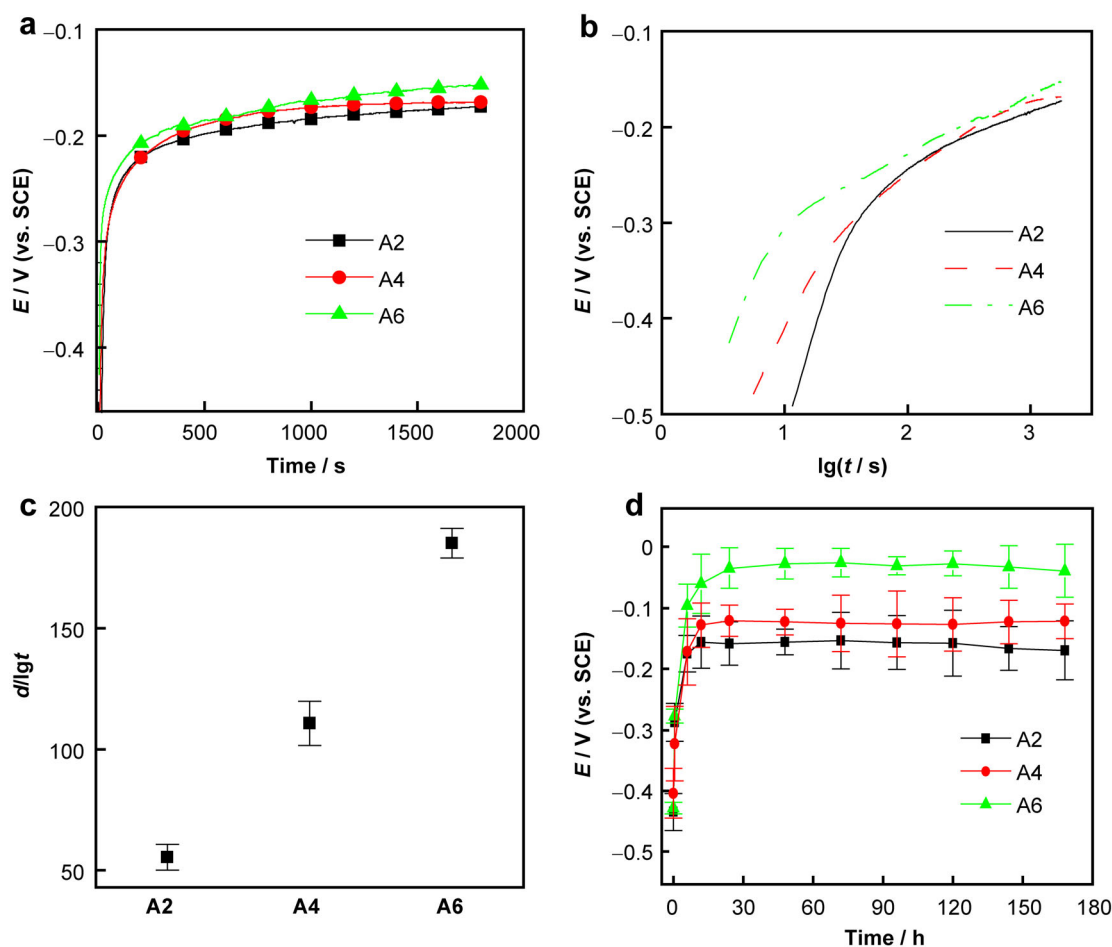 a
−0.1
−0.2
−0.3
−0.4
E / V (vs. SCE)
A2
A4
A6
0 500 1000 1500 2000
Time / s
b
−0.1
−0.2
−0.3
−0.4
−0.5
E / V (vs. SCE)
A2
A4
A6
0 1 2 3
lg(t / s)
c
200
150
100
50
d/lgt
A2 A4 A6
d
0
−0.1
−0.2
−0.3
−0.4
−0.5
E / V (vs. SCE)
A2
A4
A6
0 30 60 90 120 150 180
Time / h